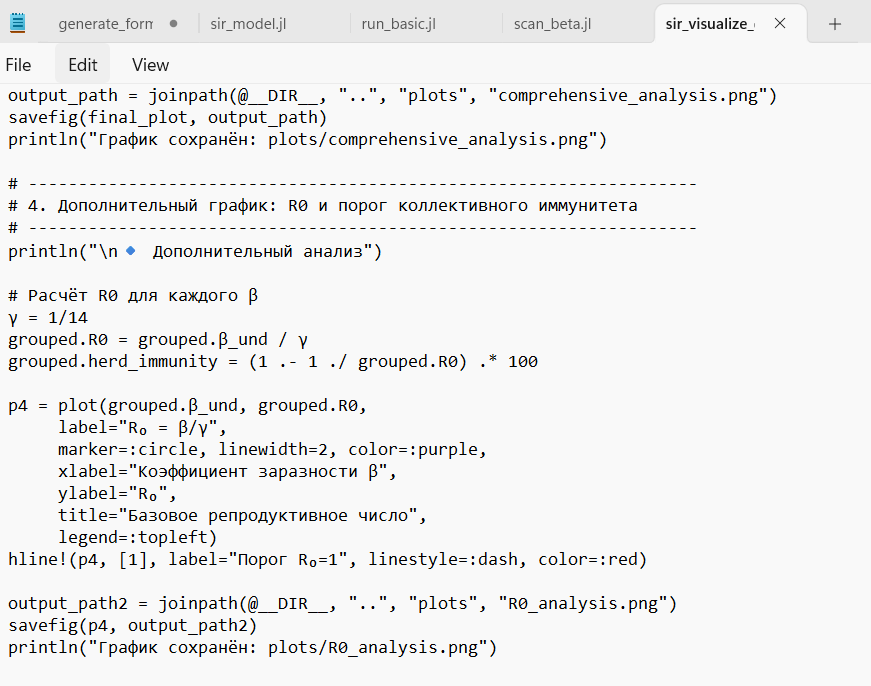 generate_forn
sir_model.jl
run_basic.jl
scan_beta.jl
sir_visualize_
File
Edit
View
output_path = joinpath(@__DIR__, "..", "plots", "comprehensive_analysis.png")
savefig(final_plot, output_path)
println("График сохранён: plots/comprehensive_analysis.png")
# -------------------------------------------------------------------
# 4. Дополнительный график: R0 и порог коллективного иммунитета
# -------------------------------------------------------------------
println("\n🔹 Дополнительный анализ")
# Расчёт R0 для каждого β
γ = 1/14
grouped.R0 = grouped.β_und / γ
grouped.herd_immunity = (1 .- 1 ./ grouped.R0) .* 100
p4 = plot(grouped.β_und, grouped.R0,
label="R₀ = β/γ",
marker=:circle, linewidth=2, color=:purple,
xlabel="Коэффициент заразности β",
ylabel="R₀",
title="Базовое репродуктивное число",
legend=:topleft)
hline!(p4, [1], label="Порог R₀=1", linestyle=:dash, color=:red)
output_path2 = joinpath(@__DIR__, "..", "plots", "R0_analysis.png")
savefig(p4, output_path2)
println("График сохранён: plots/R0_analysis.png")